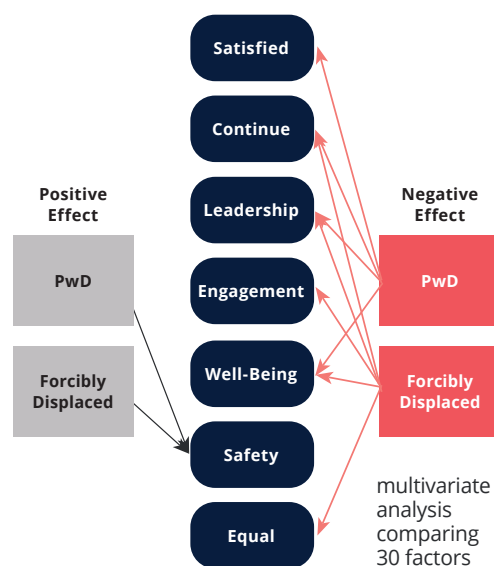 Satisfied
Continue
Positive
Effect
Leadership
Negative
Effect
PwD
Engagement
PwD
Forcibly
Displaced
Well-Being
Forcibly
Displaced
Safety
Equal
multivariate
analysis
comparing
30 factors